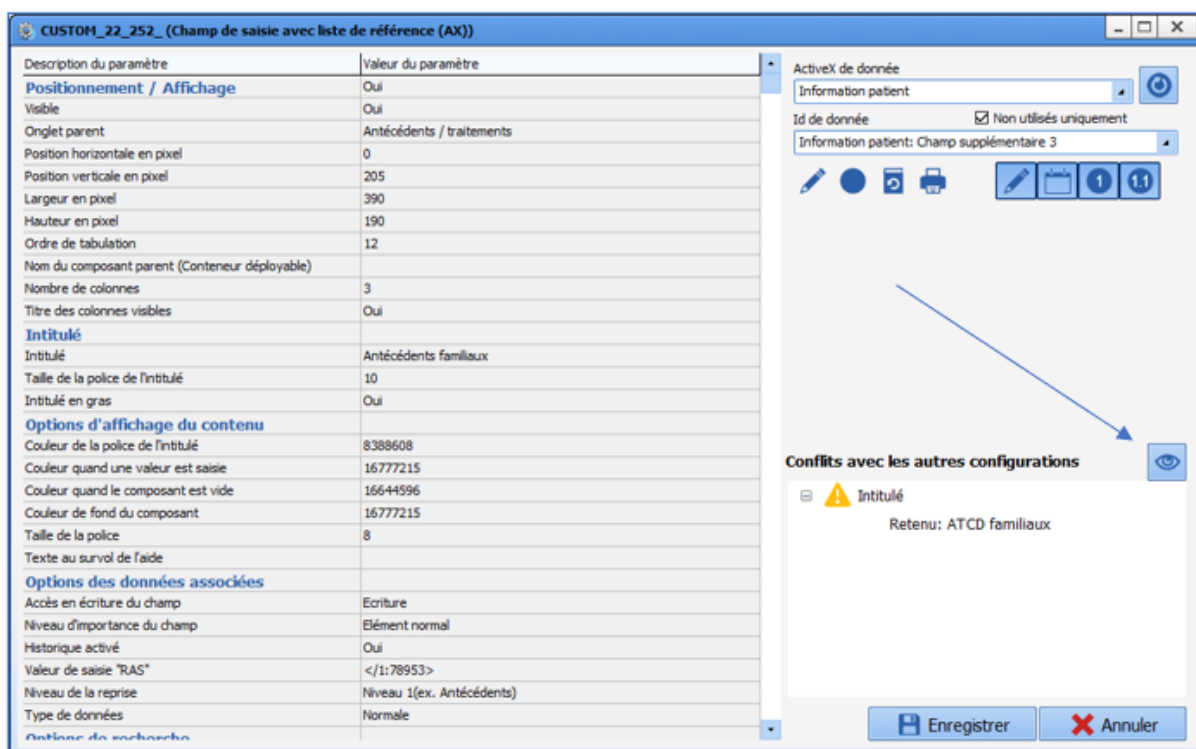 CUSTOM_22_252_ (Champ de saisie avec liste de référence (AX))
Description du paramètre Valeur du paramètre
Positionnement / Affichage Oui
Visible Oui
Onglet parent Antécédents / traitements
Position horizontale en pixel 0
Position verticale en pixel 205
Largeur en pixel 390
Hauteur en pixel 190
Ordre de tabulation 12
Nom du composant parent (Conteneur déployable)
Nombre de colonnes 3
Titre des colonnes visibles Oui
Intitulé
Intitulé Antécédents familiaux
Taille de la police de l'intitulé 10
Intitulé en gras Oui
Options d'affichage du contenu
Couleur de la police de l'intitulé 8388608
Couleur quand une valeur est saisie 16777215
Couleur quand le composant est vide 16644596
Couleur de fond du composant 16777215
Taille de la police 8
Texte au survol de l'aide
Options des données associées
Accès en écriture du champ Ecriture
Niveau d'importance du champ Elément normal
Historique activé Oui
Valeur de saisie "RAS" </1:78953>
Niveau de la reprise Niveau 1(ex. Antécédents)
Type de données Normale
Options de recherche
ActiveX de donnée
Information patient
Id de donnée Non utilisés uniquement
Information patient: Champ supplémentaire 3
1 1.1
Conflits avec les autres configurations
Intitulé
Retenu: ATCD familiaux
Enregistrer Annuler